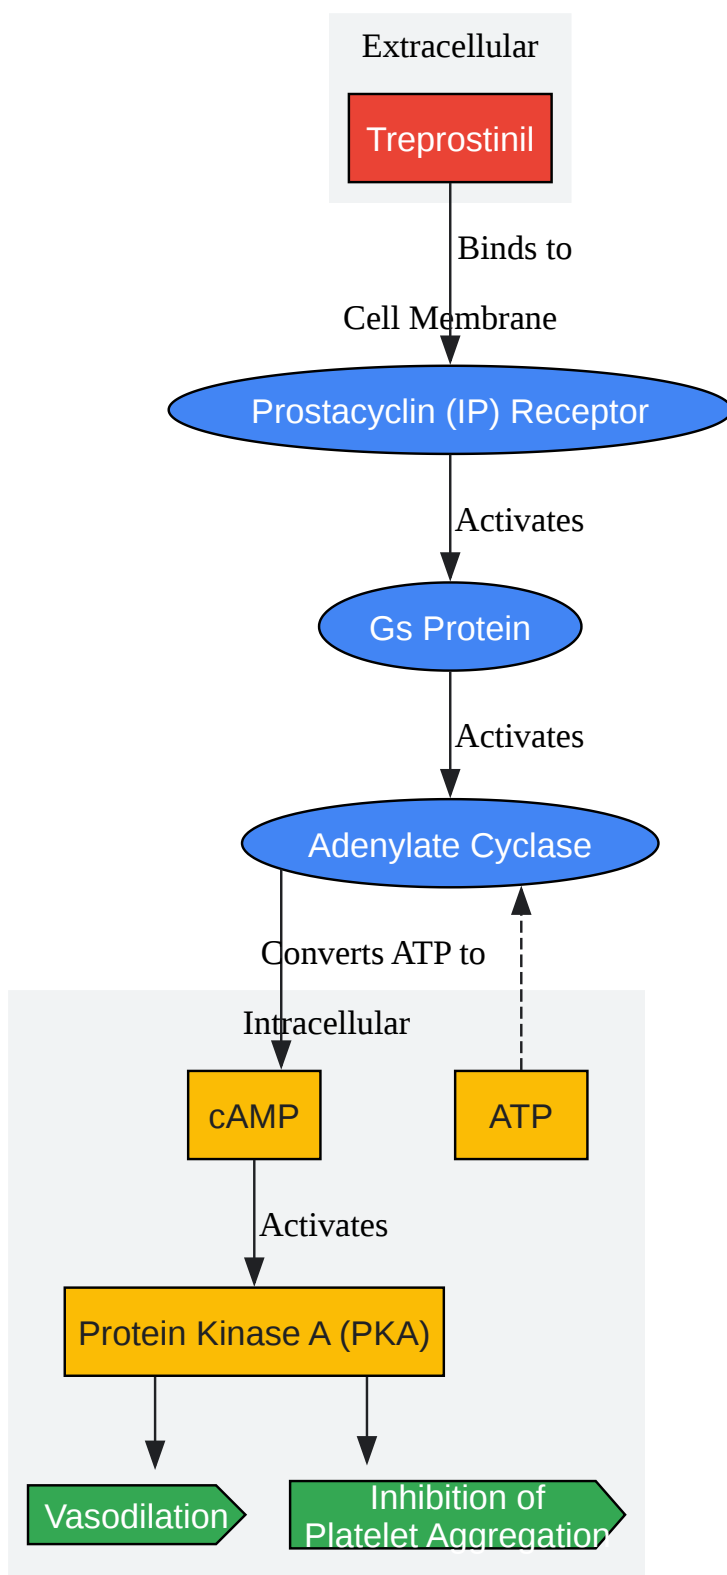 Extracellular
Treprostinil
Binds to
Cell Membrane
Prostacyclin (IP) Receptor
Activates
Gs Protein
Activates
Adenylate Cyclase
Converts ATP to
Intracellular
cAMP
ATP
Activates
Protein Kinase A (PKA)
Vasodilation
Inhibition of
Platelet Aggregation